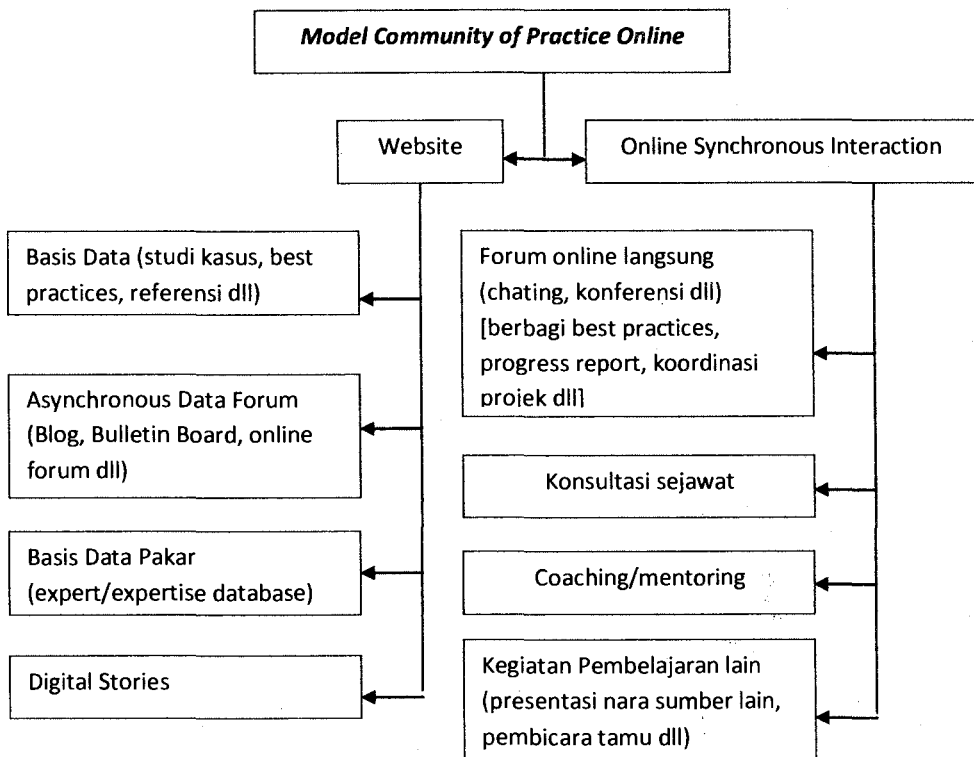 Model Community of Practice Online
Website
Online Synchronous Interaction
Basis Data (studi kasus, best
practices, referensi dll)
Asynchronous Data Forum
(Blog, Bulletin Board, online
forum dll)
Basis Data Pakar
(expert/expertise database)
Digital Stories
Forum online langsung
(chating, konferensi dll)
[berbagi best practices,
progress report, koordinasi
projek dll]
Konsultasi sejawat
Coaching/mentoring
Kegiatan Pembelajaran lain
(presentasi nara sumber lain,
pembicara tamu dll)